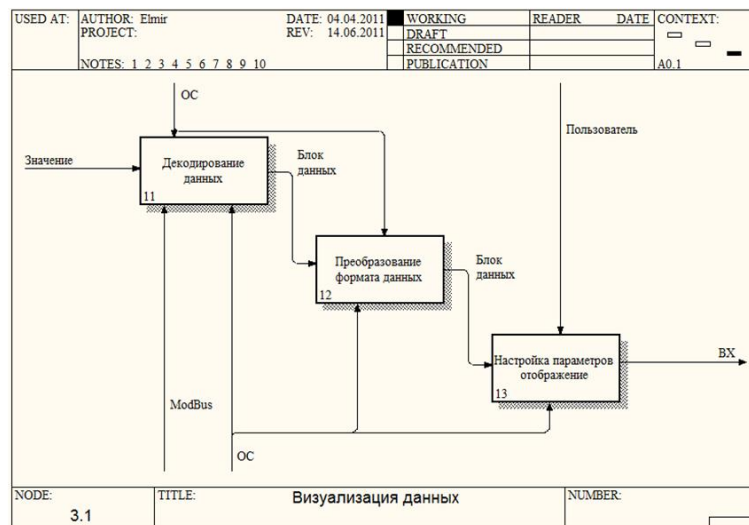 USED AT:
AUTHOR: Elmir
DATE: 04.04.2011
PROJECT:
REV: 14.06.2011
NOTES: 1 2 3 4 5 6 7 8 9 10
WORKING
DRAFT
RECOMMENDED
PUBLICATION
READER DATE
CONTEXT:
A0.1
ОС
Пользователь
Значение
Декодирование
данных
11
Блок
данных
Преобразование
формата данных
12
Блок
данных
Настройка параметров
отображение
13
ВХ
ModBus
ОС
NODE:
3.1
TITLE:
Визуализация данных
NUMBER: